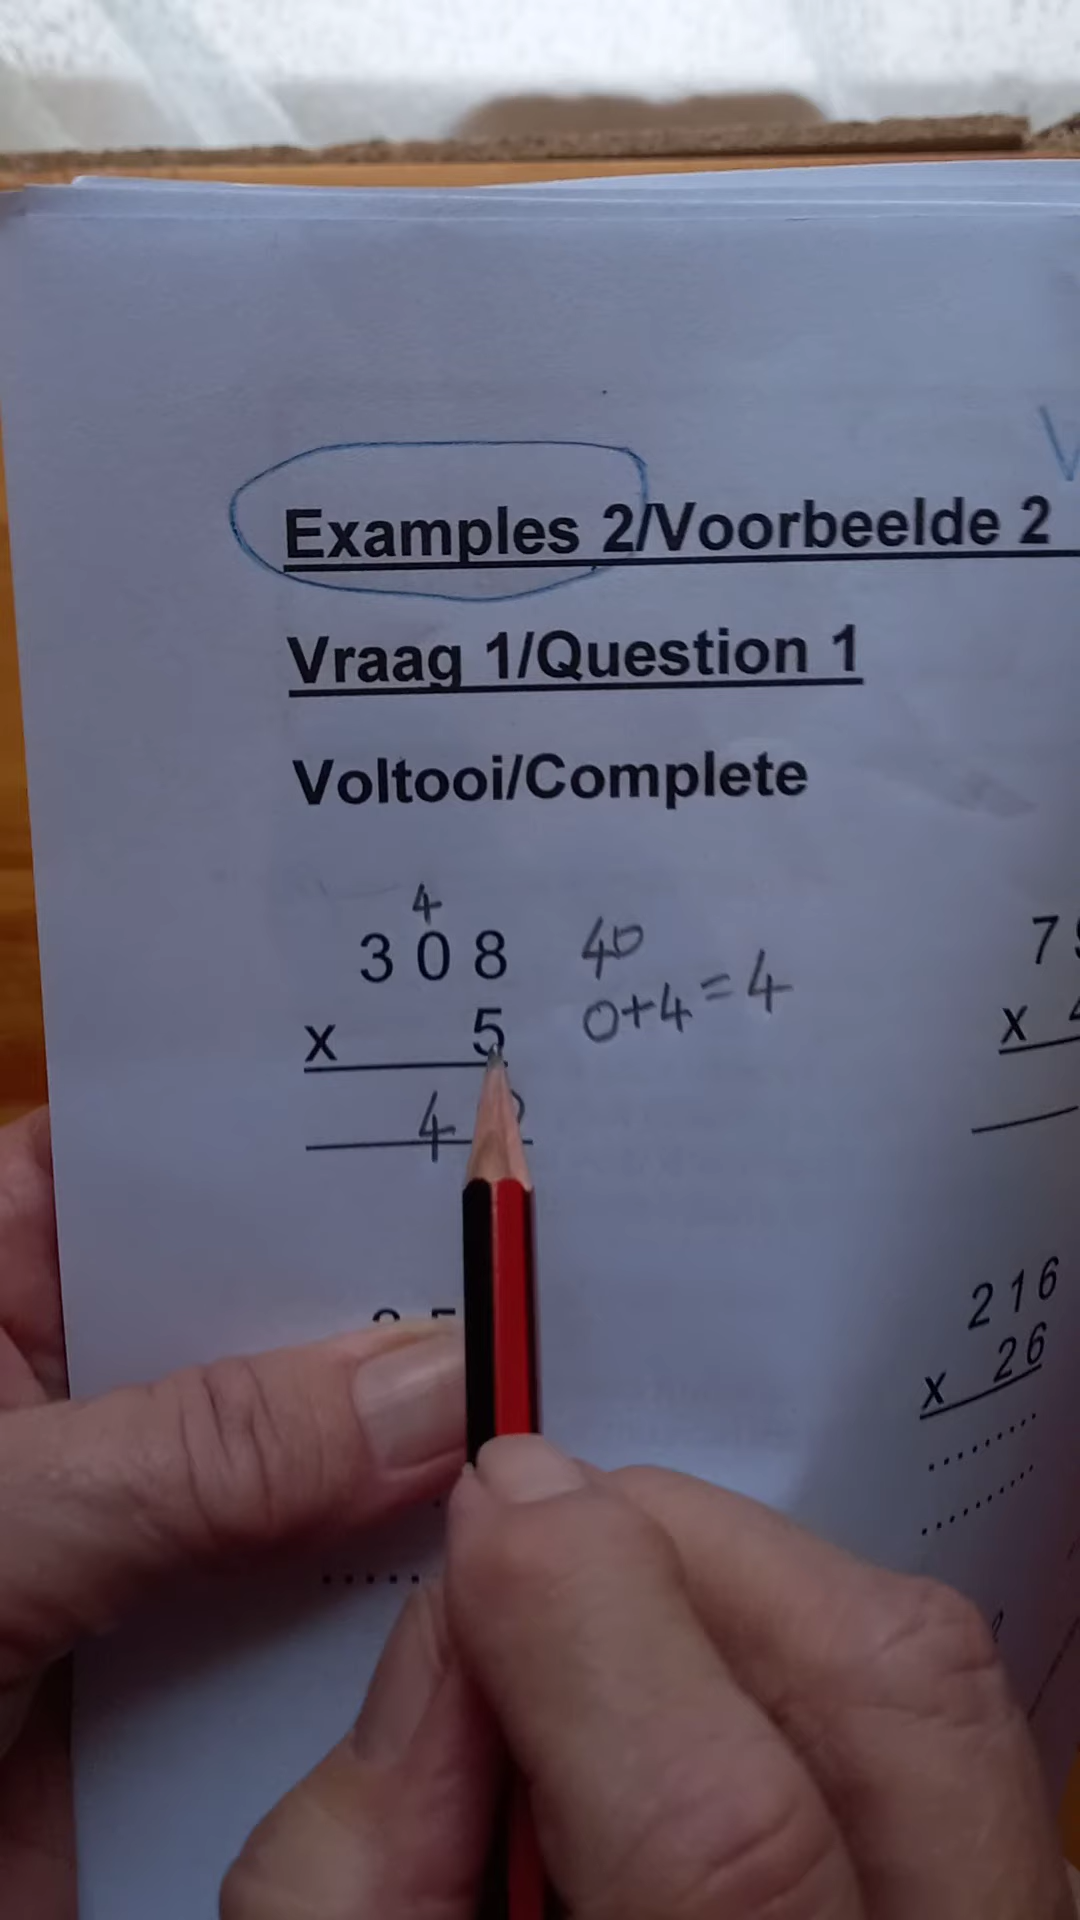 Examples 2/Voorbeelde 2
Vraag 1/Question 1
Voltooi/Complete
4
308 40
0+4=4
x 5
4
7
x
216
x 26